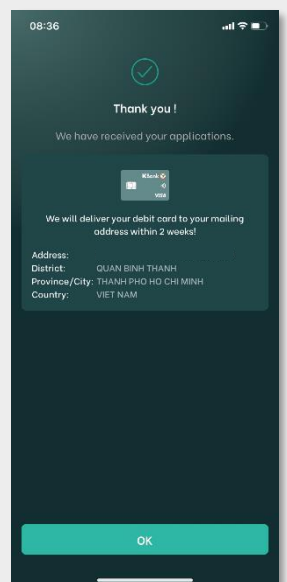 08:36
Thank you !
We have received your applications.
KBank
VISA
We will deliver your debit card to your mailing
address within 2 weeks!
Address:
District: QUAN BINH THANH
Province/City: THANH PHO HO CHI MINH
Country: VIET NAM
OK